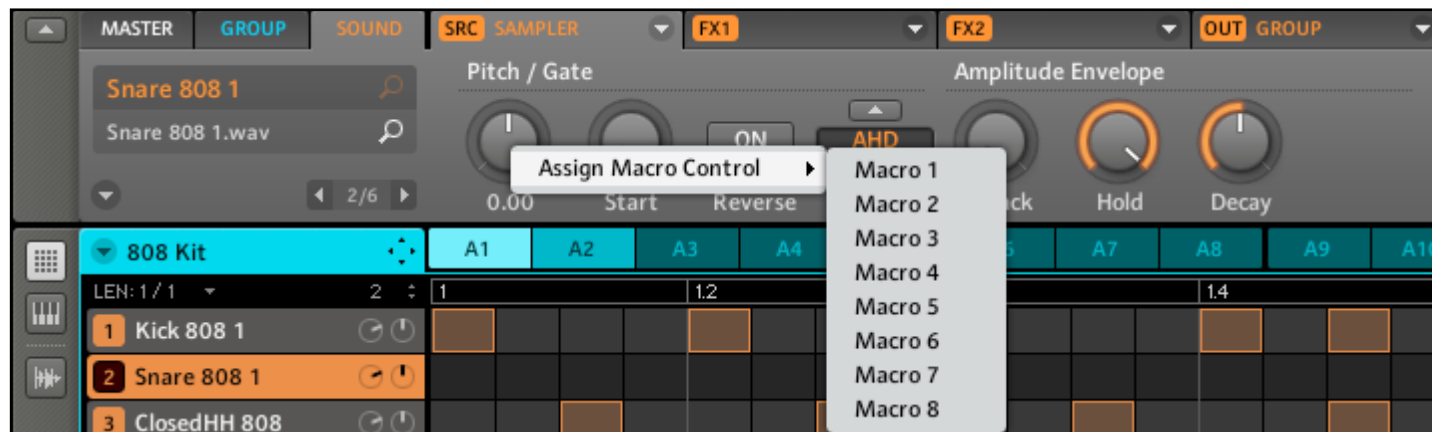 MASTER GROUP SOUND SRC SAMPLER FX1 FX2 OUT GROUP
Pitch / Gate Amplitude Envelope
Snare 808 1
Snare 808 1.wav
ON AHD
Assign Macro Control
2/6 0.00 Start Reverse Hold Decay
Macro 1
Macro 2
Macro 3
Macro 4
Macro 5
Macro 6
Macro 7
Macro 8
808 Kit A1 A2 A3 A4 A7 A8 A9 A10
LEN: 1 / 1 2 1 1.2 1.4
1 Kick 808 1
2 Snare 808 1
3 ClosedHH 808